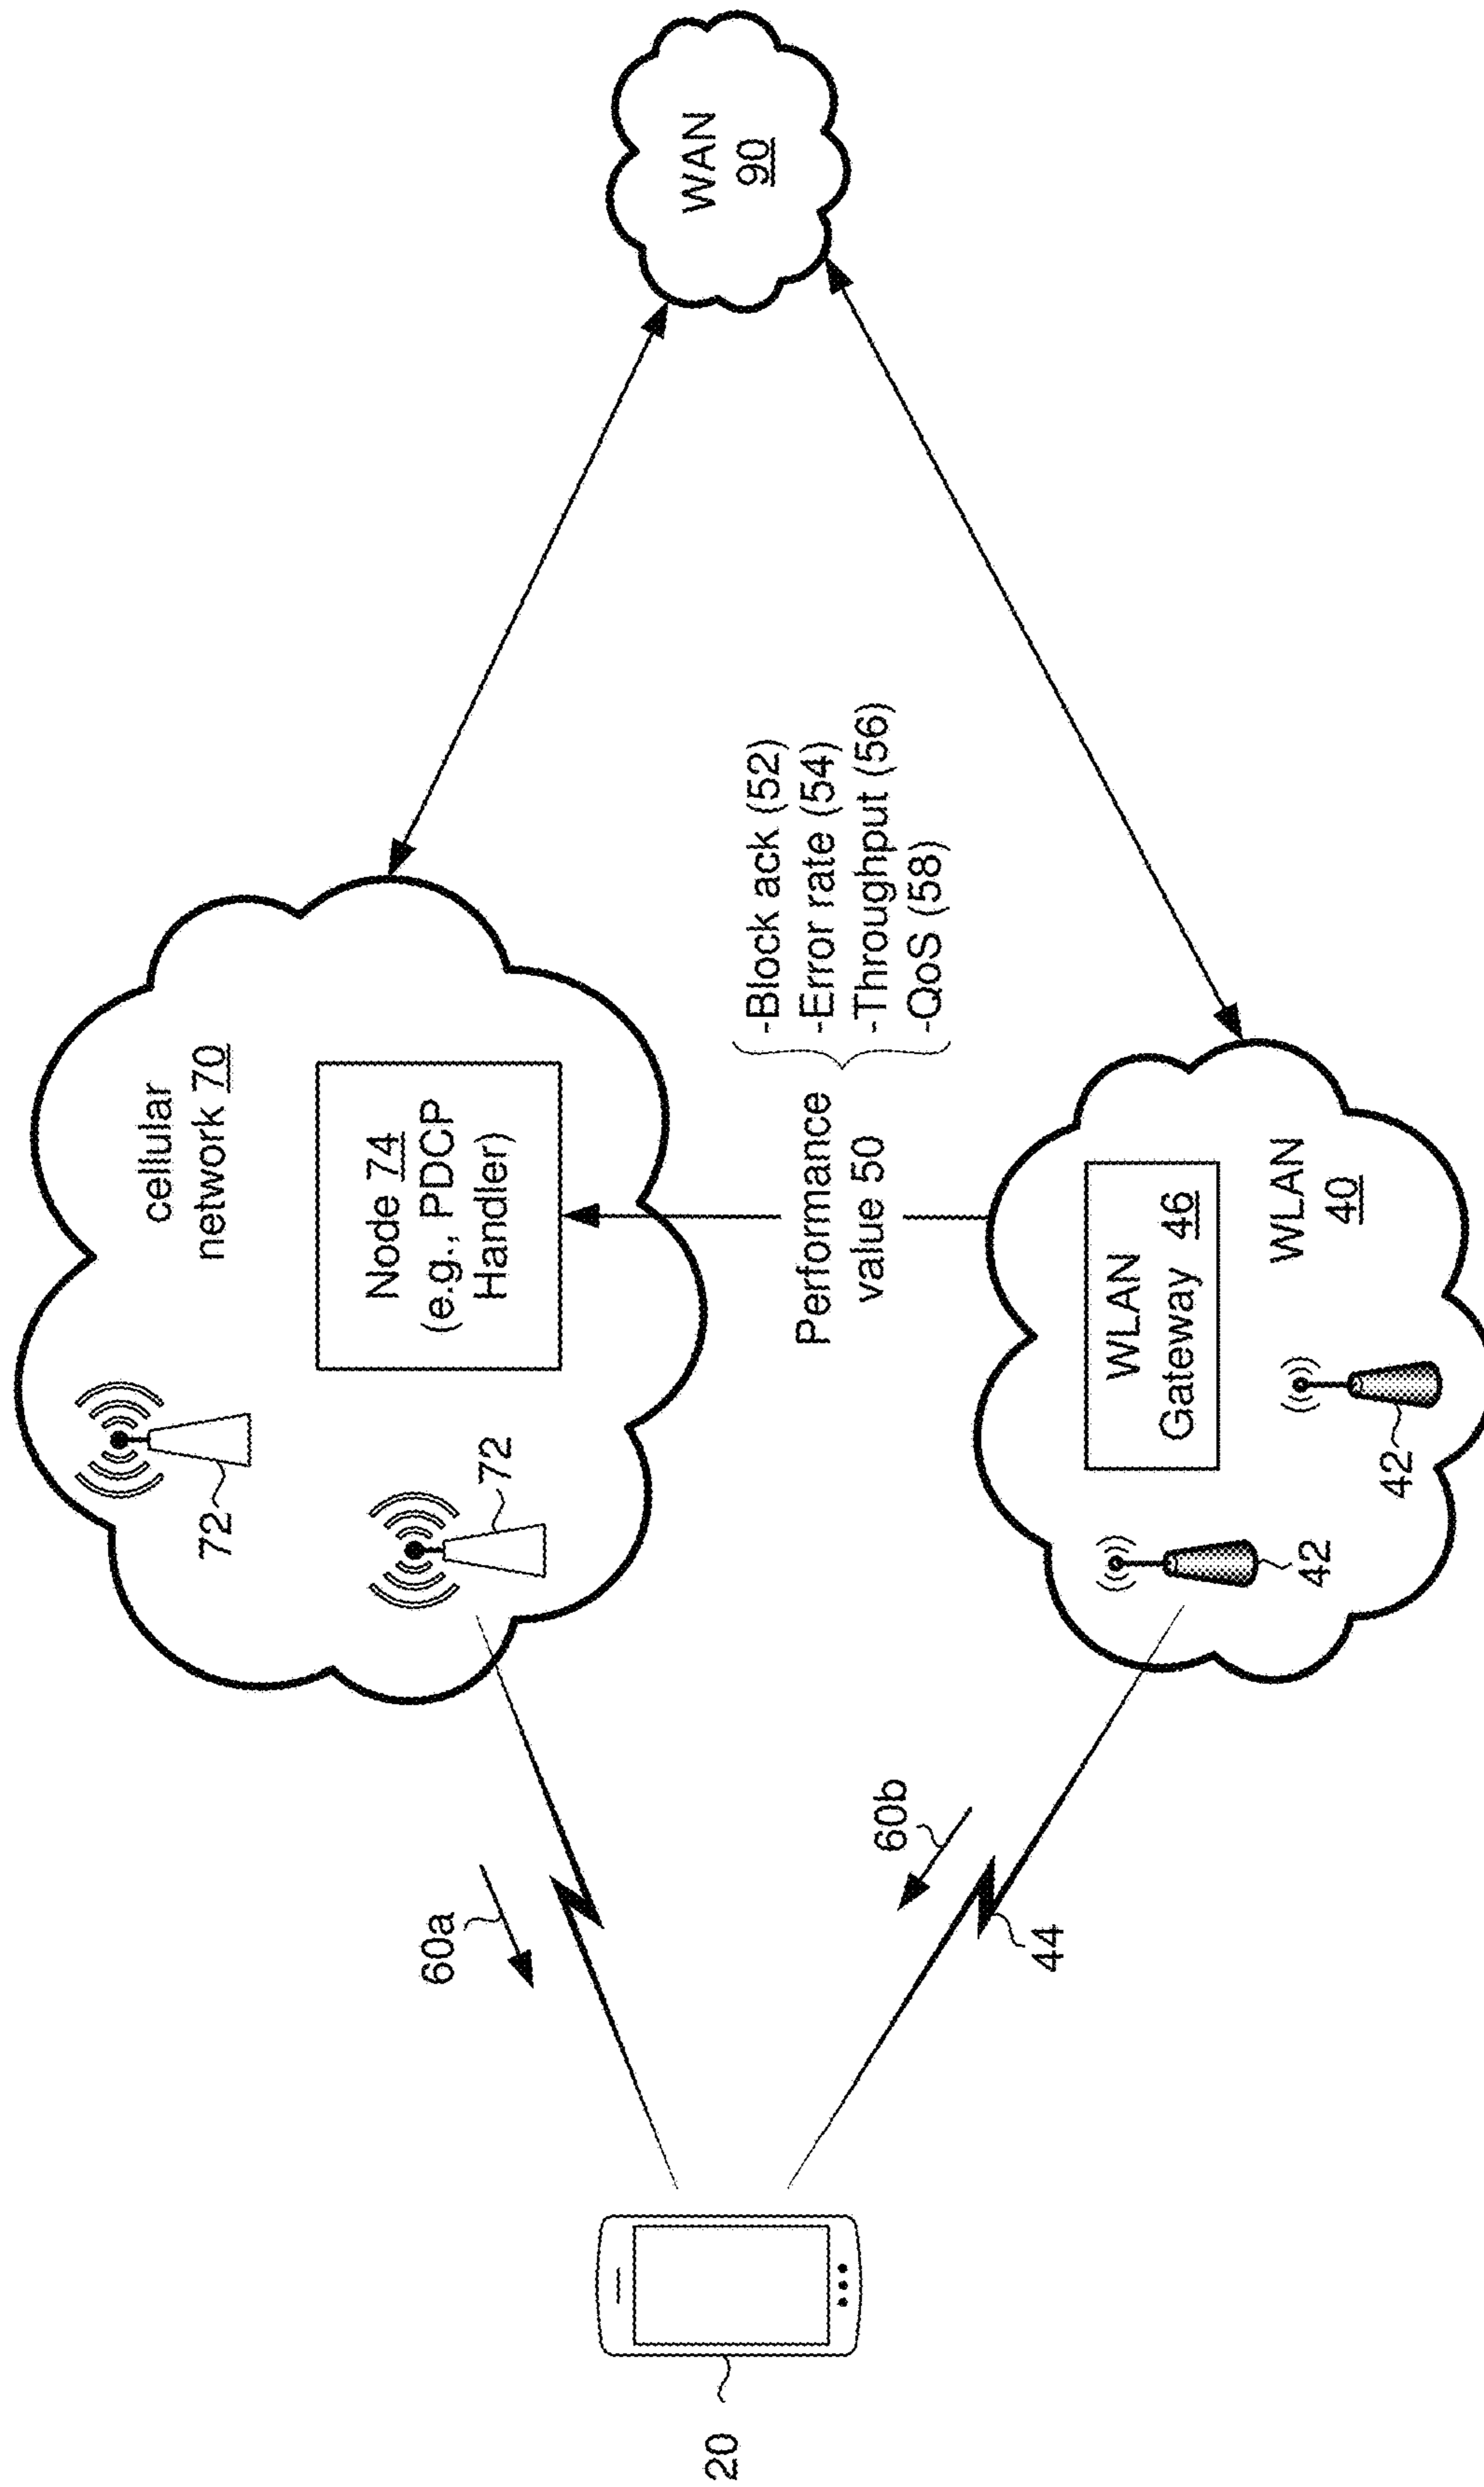 cellular
network 70
72
72
Node 74
(e.g., PDCP
Handler)
60a
Performance
value 50
-Block ack (52)
-Error rate (54)
-Throughput (56)
-QoS (58)
WAN
90
20
60b
44
WLAN
Gateway 46
WLAN
40
42
42